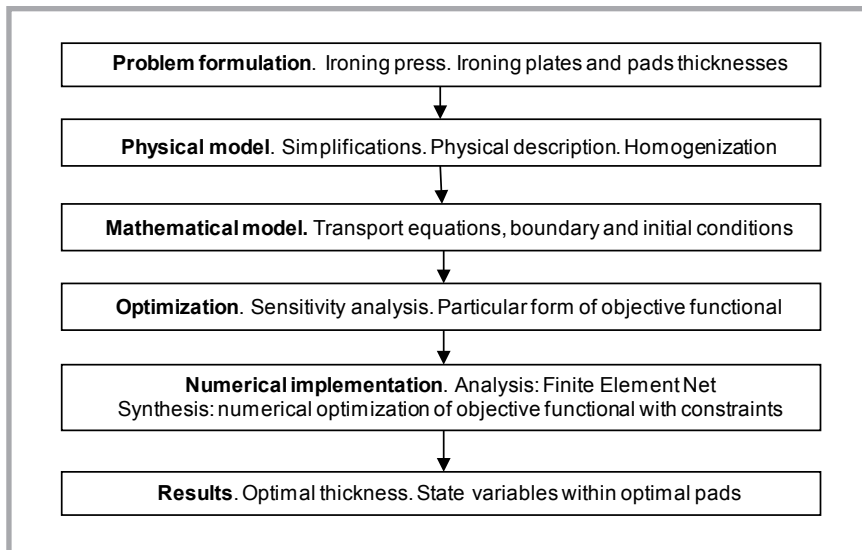 Problem formulation. Ironing press. Ironing plates and pads thicknesses
Physical model. Simplifications. Physical description. Homogenization
Mathematical model. Transport equations, boundary and initial conditions
Optimization. Sensitivity analysis. Particular form of objective functional
Numerical implementation. Analysis: Finite Element Net
Synthesis: numerical optimization of objective functional with constraints
Results. Optimal thickness. State variables within optimal pads